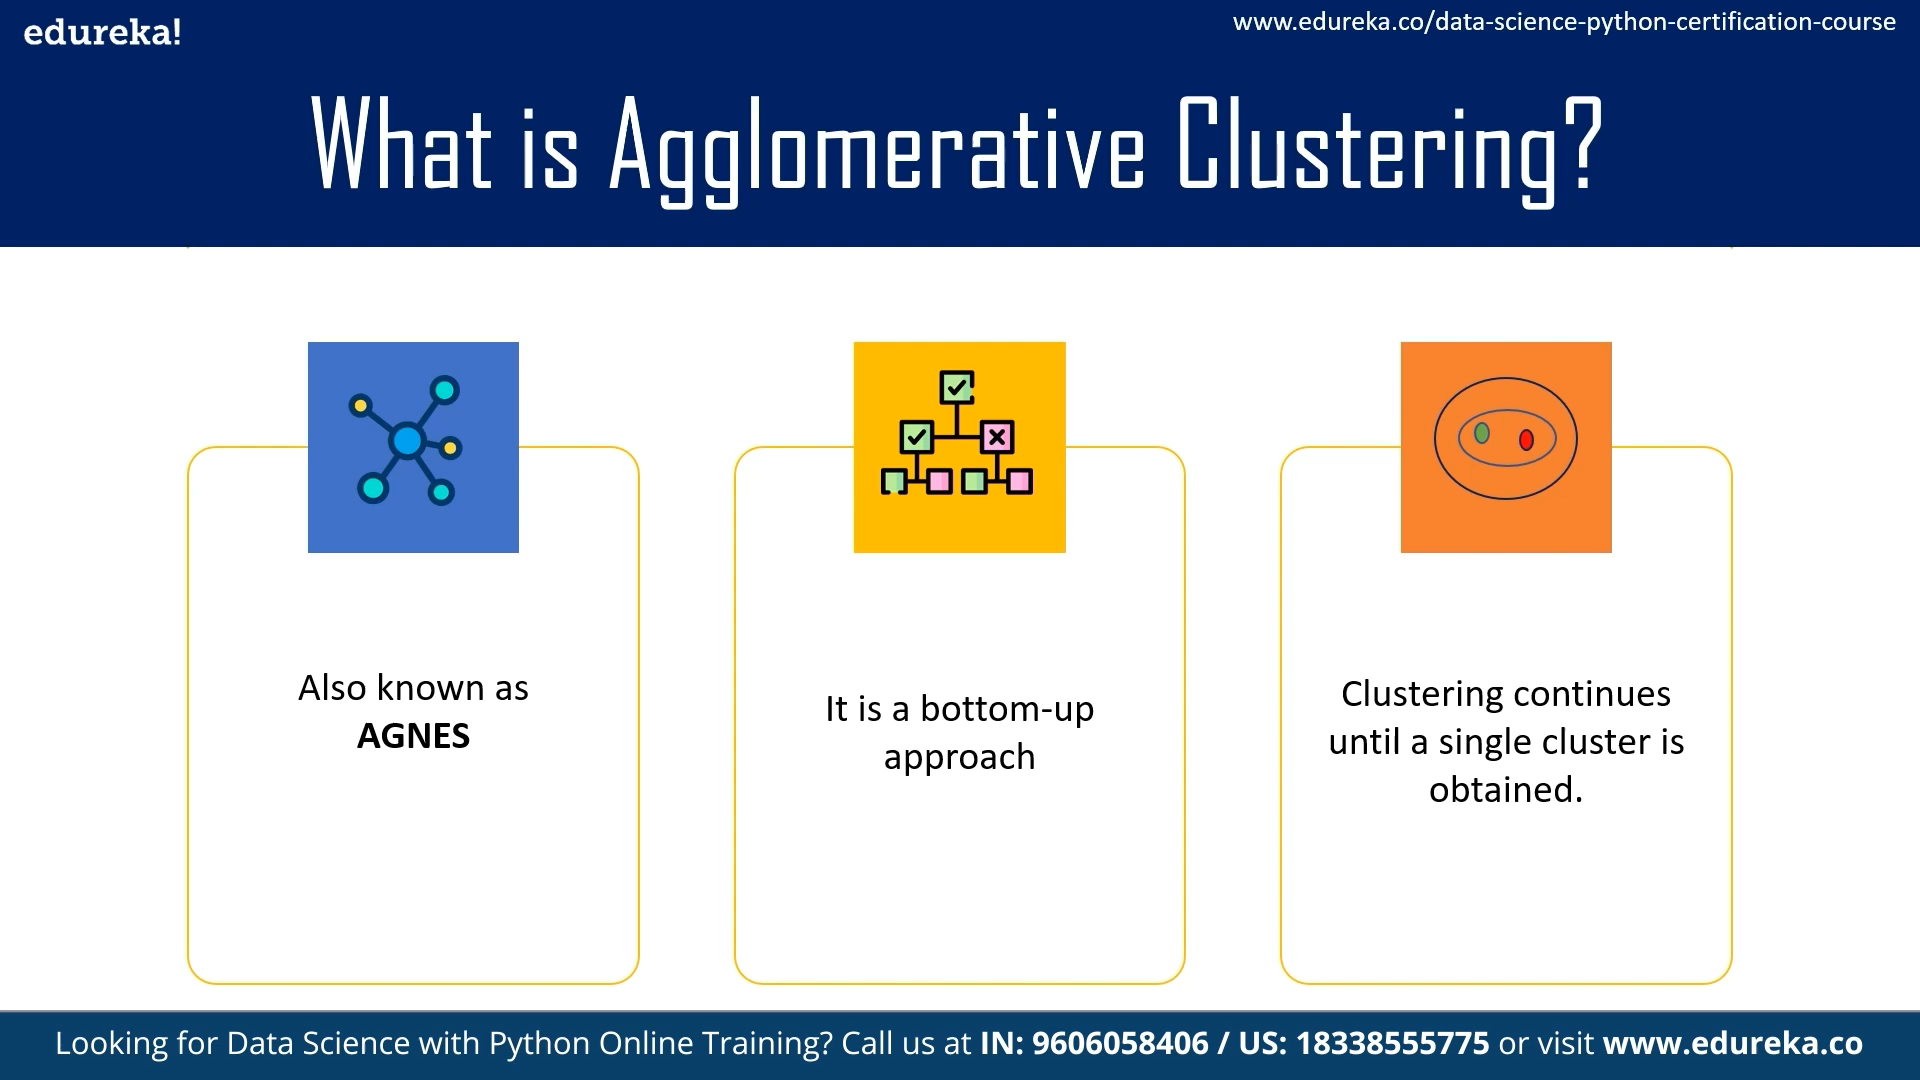 edureka!
www.edureka.co/data-science-python-certification-course
What is Agglomerative Clustering?
Also known as
AGNES
It is a bottom-up
approach
Clustering continues
until a single cluster is
obtained.
Looking for Data Science with Python Online Training? Call us at IN: 9606058406 / US: 18338555775 or visit www.edureka.co